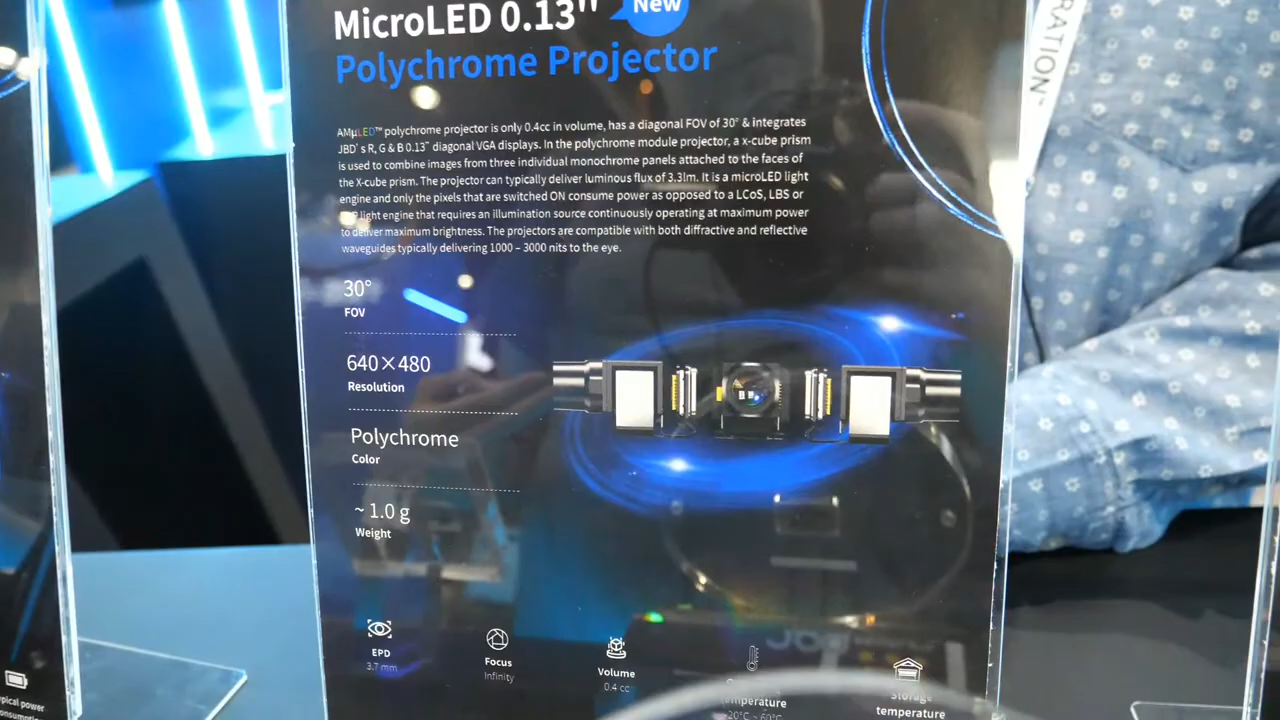 MicroLED 0.13"
New
Polychrome Projector
AMµLED™ polychrome projector is only 0.4cc in volume, has a diagonal FOV of 30° & integrates
JBD' s R, G & B 0.13" diagonal VGA displays. In the polychrome module projector, a x-cube prism
is used to combine images from three individual monochrome panels attached to the faces of
the X-cube prism. The projector can typically deliver luminous flux of 3.3lm. It is a microLED light
engine and only the pixels that are switched ON consume power as opposed to a LCoS, LBS or
light engine that requires an illumination source continuously operating at maximum power
to deliver maximum brightness. The projectors are compatible with both diffractive and reflective
waveguides typically delivering 1000 – 3000 nits to the eye.
30°
FOV
640×480
Resolution
Polychrome
Color
~ 1.0 g
Weight
EPD
3.7 mm
Focus
Infinity
Volume
0.4 cc
temperature
-20°C ~ 60°C
Storage
temperature
RATION™
pical power